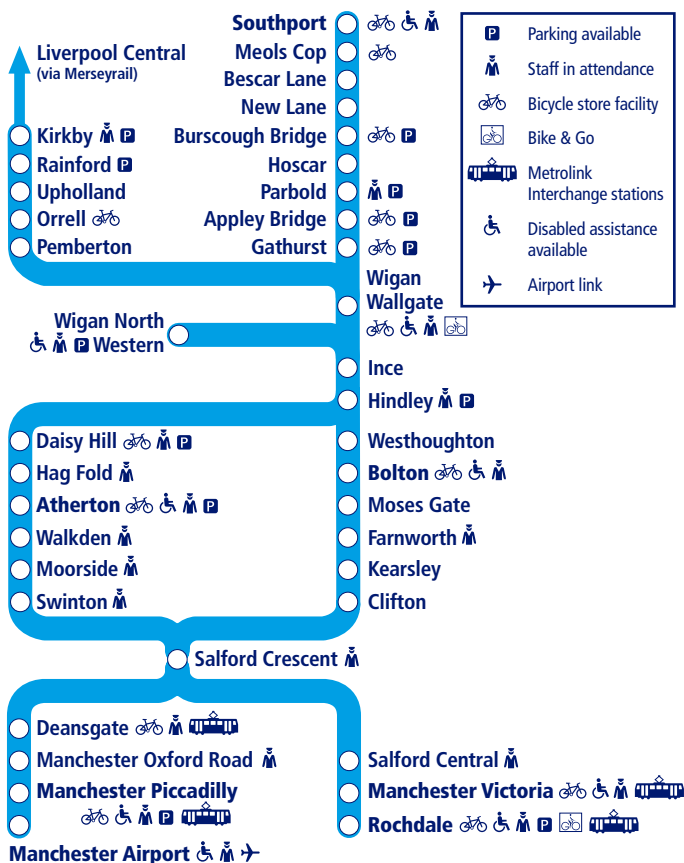 Southport
Meols Cop
Bescar Lane
New Lane
Burscough Bridge
Hoscar
Parbold
Appley Bridge
Gathurst
Liverpool Central
(via Merseyrail)
Kirkby P
Rainford P
Upholland
Orrell
Pemberton
P
P
P
P
Wigan
Wallgate
Wigan North
P Western
Ince
Hindley P
Daisy Hill P
Hag Fold
Atherton P
Walkden
Moorside
Swinton
Westhoughton
Bolton
Moses Gate
Farnworth
Kearsley
Clifton
Salford Crescent
Deansgate
Manchester Oxford Road
Manchester Piccadilly
P
Manchester Airport
Salford Central
Manchester Victoria
Rochdale P
P Parking available
Staff in attendance
Bicycle store facility
Bike & Go
Metrolink
Interchange stations
Disabled assistance
available
Airport link